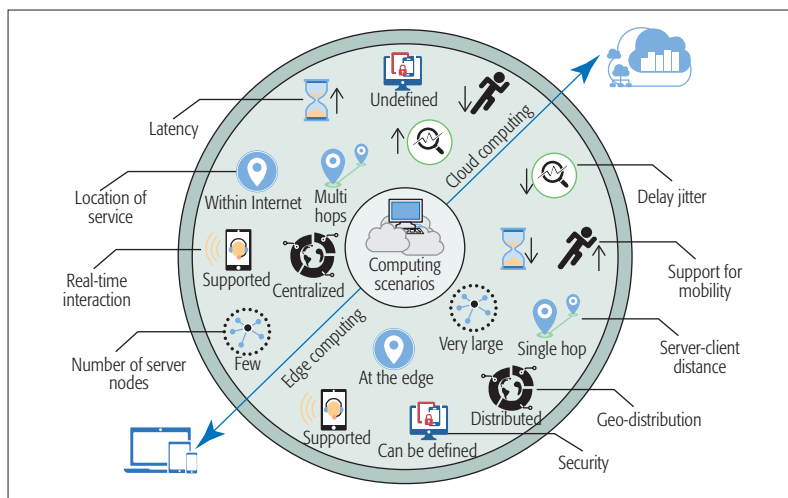 Undefined
Latency
Cloud computing
Location of
service
Within Internet
Multi
hops
Delay jitter
Real-time
interaction
Supported
Centralized
Computing
scenarios
Support for
mobility
Number of server
nodes
Few
Edge computing
Very large
Single hop
Server-client
distance
At the edge
Distributed
Geo-distribution
Supported
Can be defined
Security